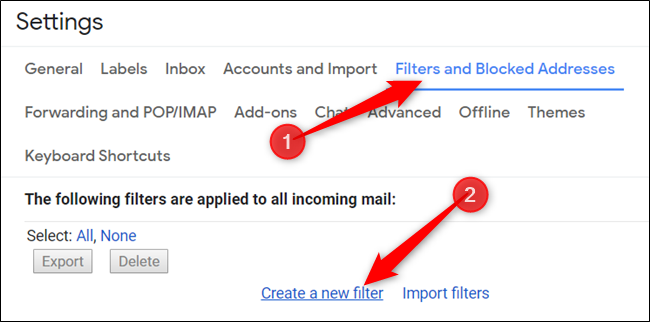 Settings
General Labels Inbox Accounts and Import Filters and Blocked Addresses
Forwarding and POP/IMAP Add-ons Chat Advanced Offline Themes
1
Keyboard Shortcuts
The following filters are applied to all incoming mail:
2
Select: All, None
Export Delete
Create a new filter Import filters